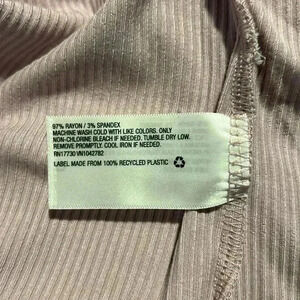 97% RAYON / 3% SPANDEX
MACHINE WASH COLD WITH LIKE COLORS. ONLY
NON-CHLORINE BLEACH IF NEEDED. TUMBLE DRY LOW.
REMOVE PROMPTLY. COOL IRON IF NEEDED.
RN17730 VN1042782
LABEL MADE FROM 100% RECYCLED PLASTIC